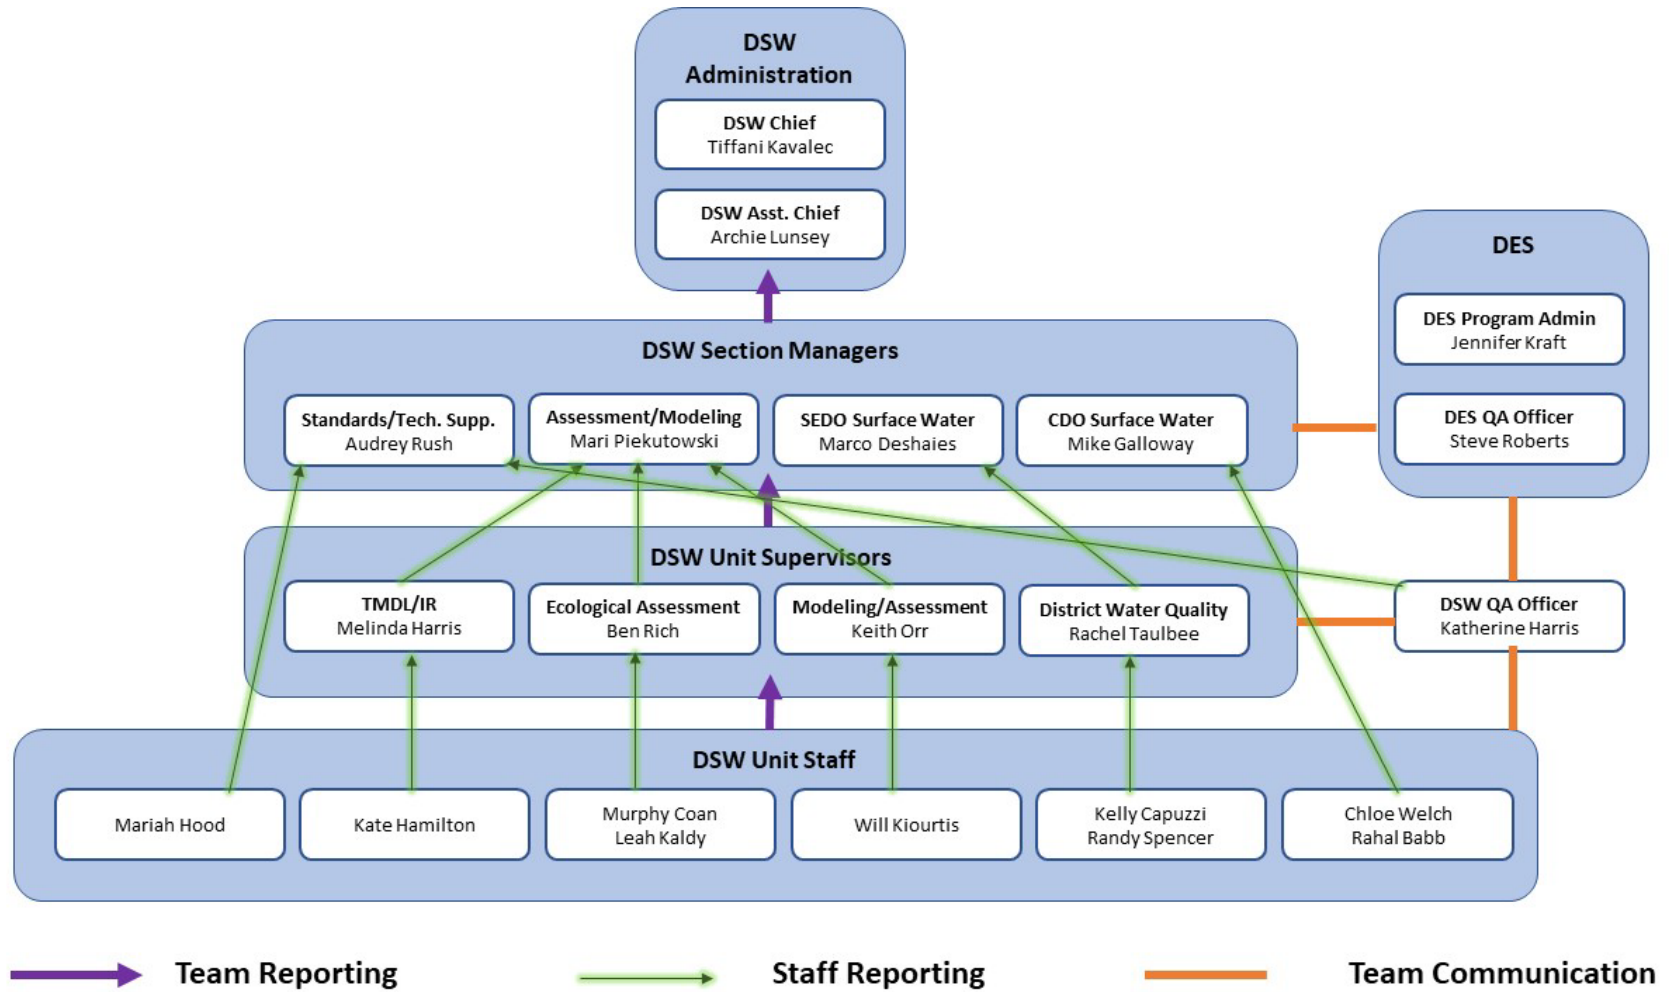 DSW
Administration
DSW Chief
Tiffani Kavalec
DSW Asst. Chief
Archie Lunsey
DES
DES Program Admin
Jennifer Kraft
DES QA Officer
Steve Roberts
DSW Section Managers
Standards/Tech. Supp.
Audrey Rush
Assessment/Modeling
Mari Piekutowski
SEDO Surface Water
Marco Deshaies
CDO Surface Water
Mike Galloway
DSW Unit Supervisors
TMDL/IR
Melinda Harris
Ecological Assessment
Ben Rich
Modeling/Assessment
Keith Orr
District Water Quality
Rachel Taulbee
DSW QA Officer
Katherine Harris
DSW Unit Staff
Mariah Hood
Kate Hamilton
Murphy Coan
Leah Kaldy
Will Kiourtis
Kelly Capuzzi
Randy Spencer
Chloe Welch
Rahal Babb
Team Reporting
Staff Reporting
Team Communication